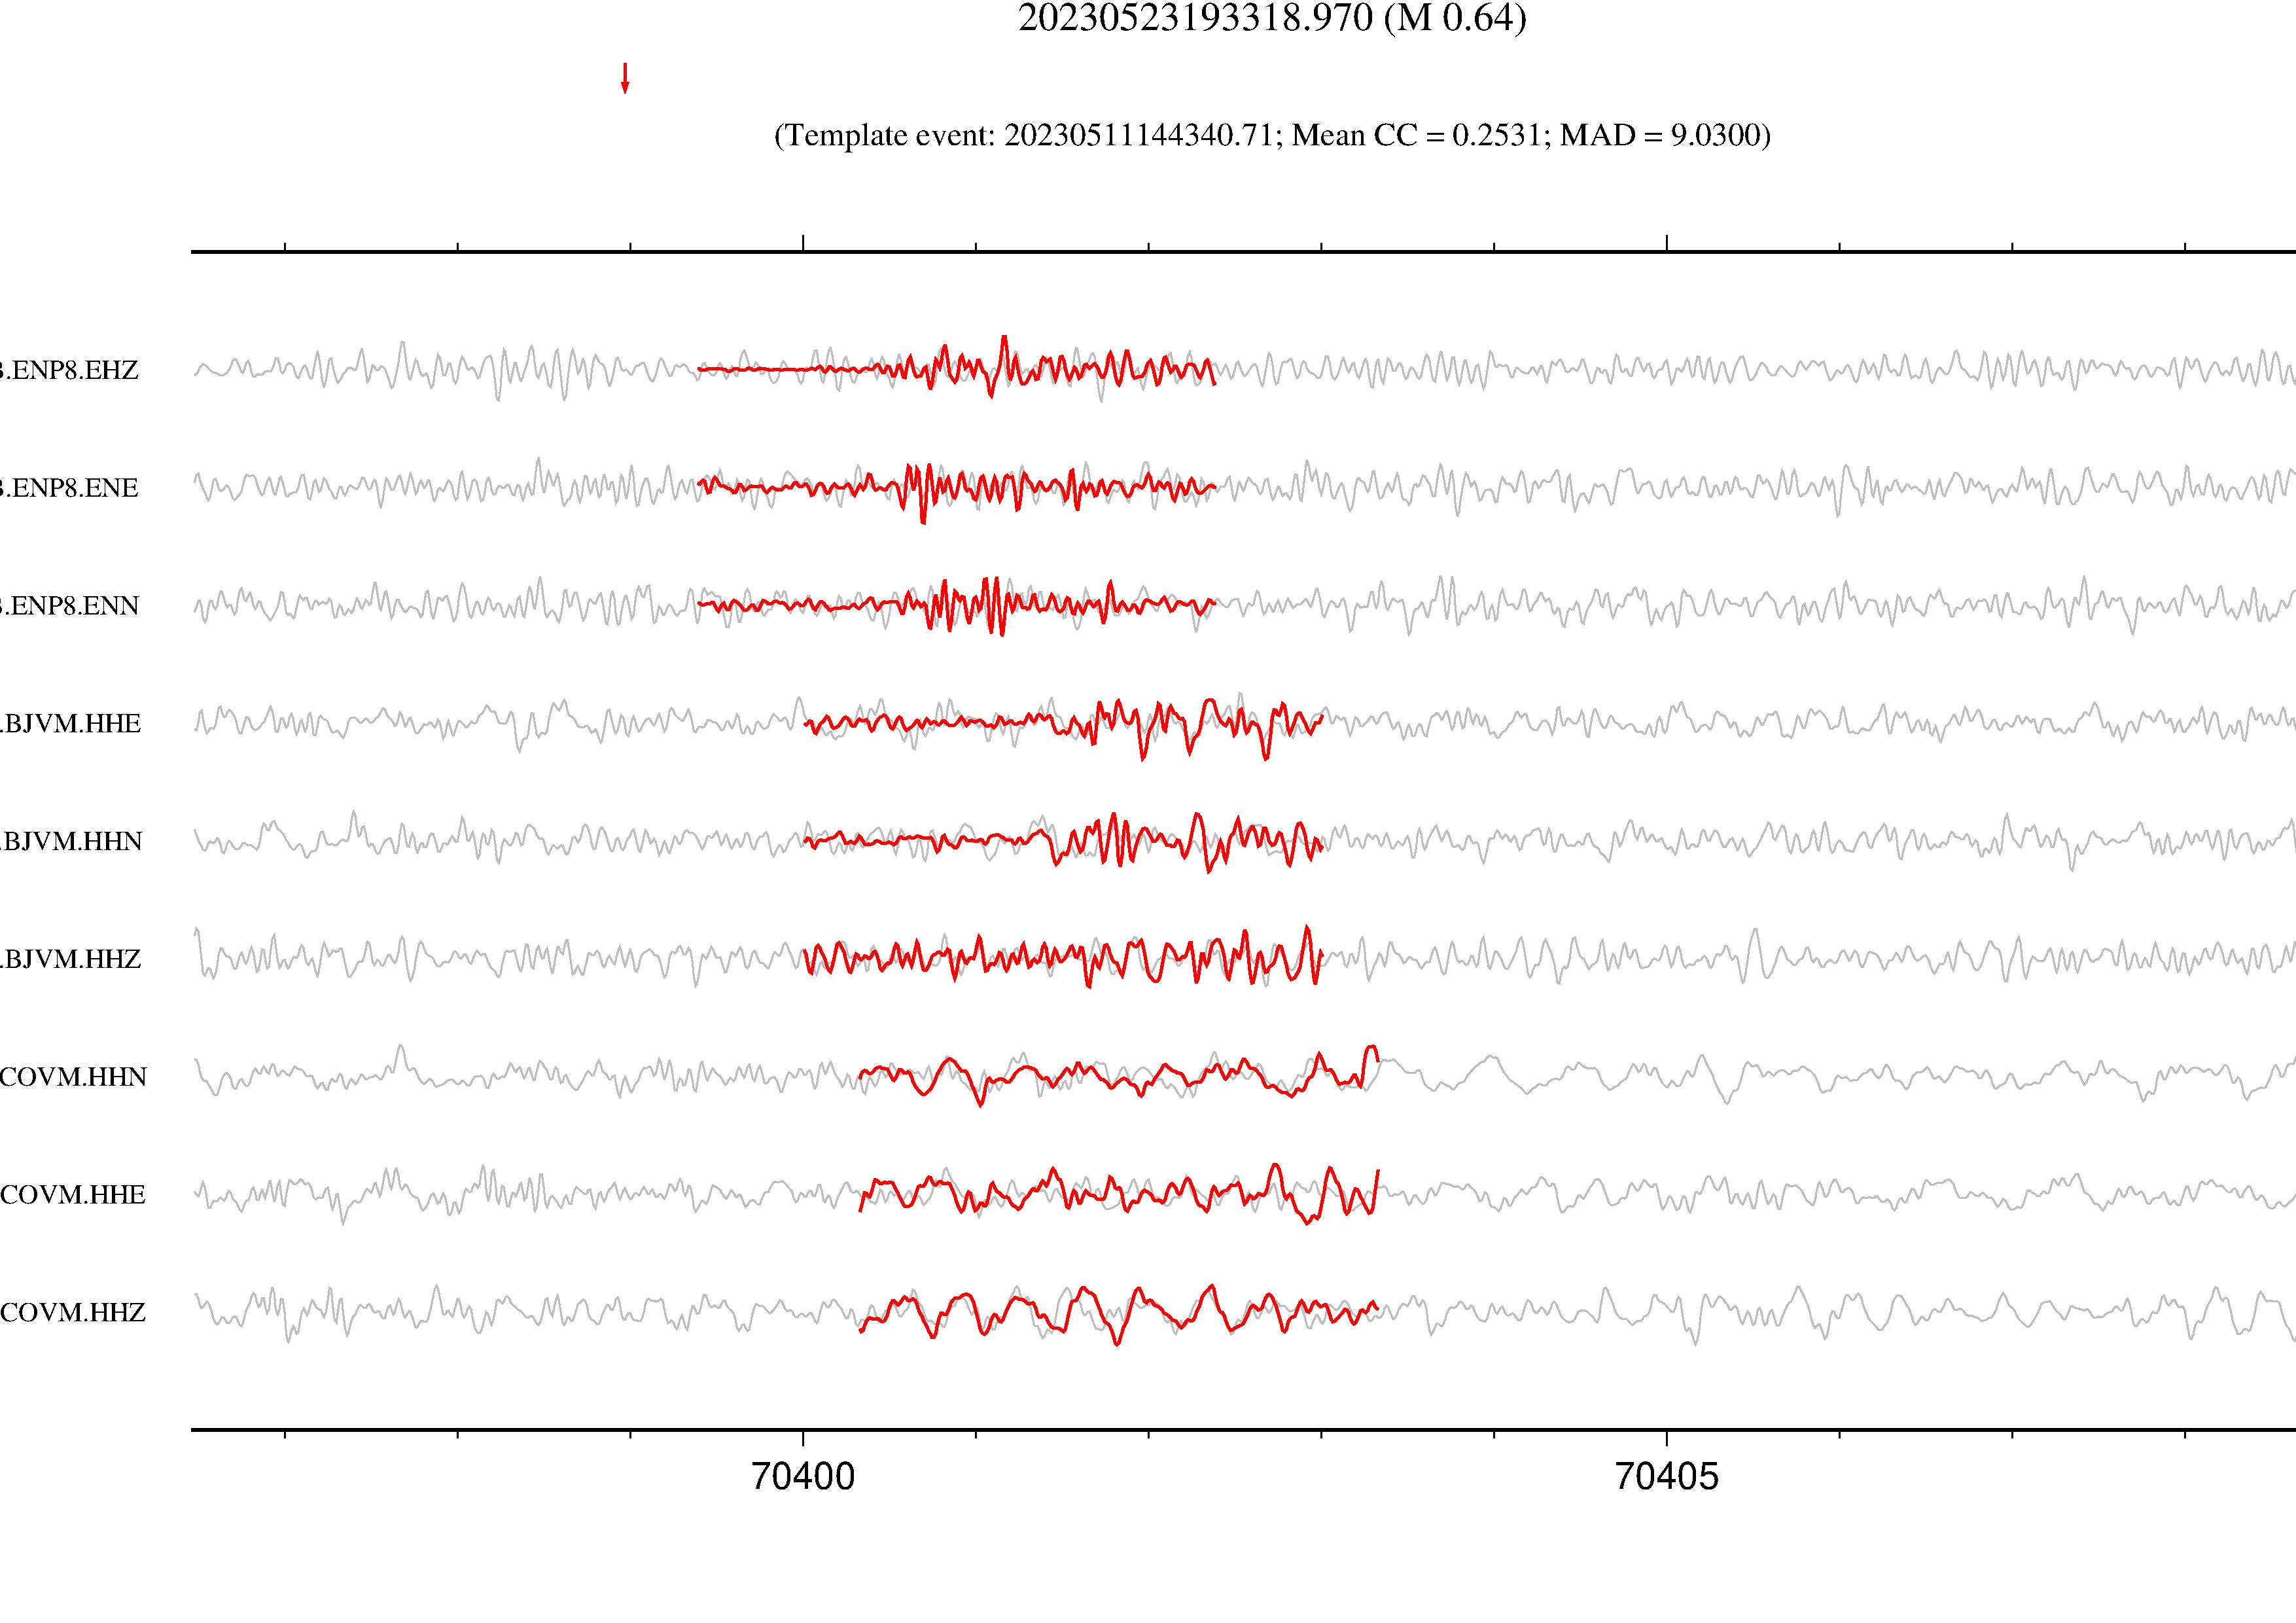 20230523193318.970 (M 0.64)
(Template event: 20230511144340.71; Mean CC = 0.2531; MAD = 9.0300)
.ENP8.EHZ
.ENP8.ENE
.ENP8.ENN
.BJVM.HHE
.BJVM.HHN
.BJVM.HHZ
COVM.HHN
COVM.HHE
COVM.HHZ
70400 70405